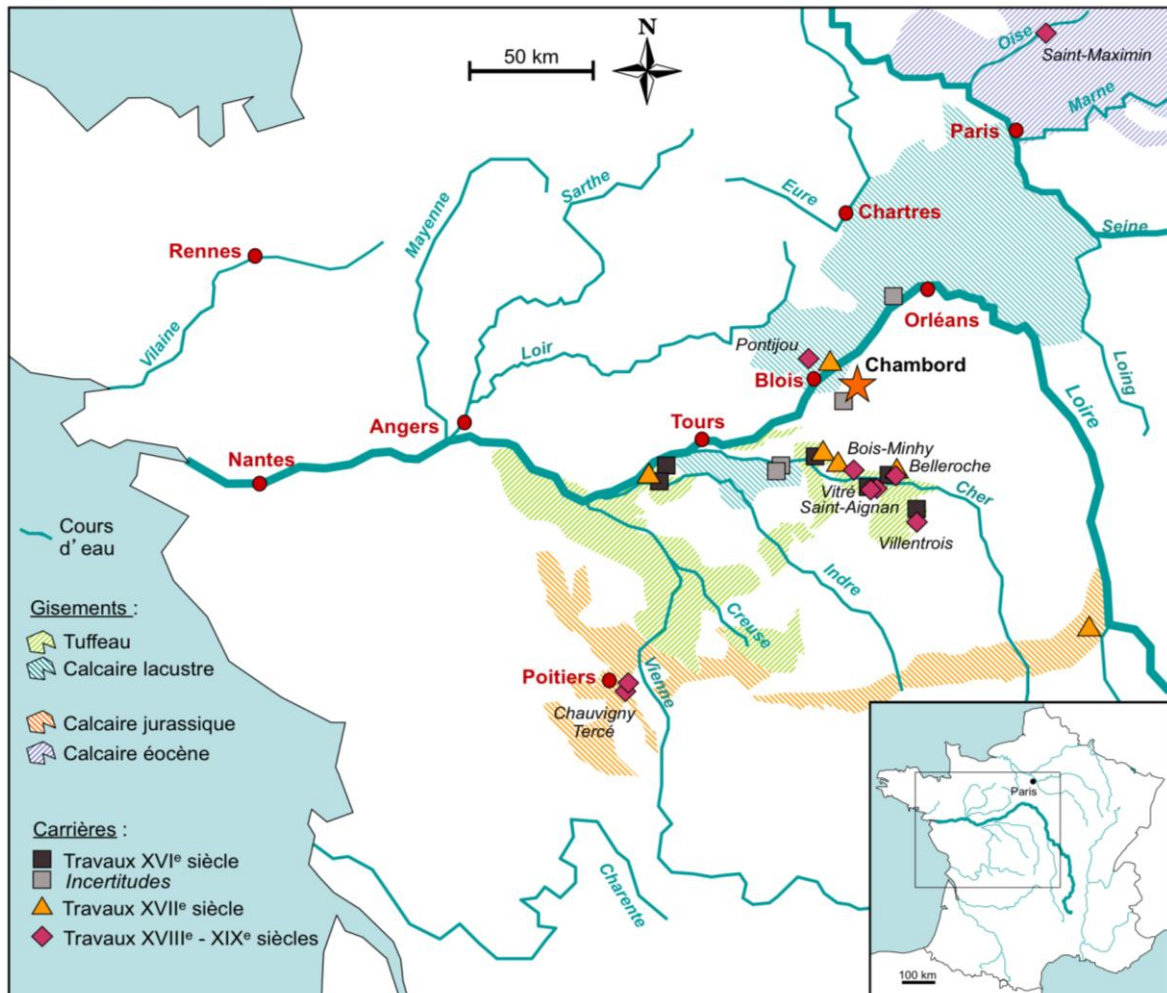 50 km
N
Oise
Saint-Maximin
Marne
Paris
Seine
Eure
Chartres
Sarthe
Mayenne
Rennes
Vilaine
Loir
Orléans
Loing
Pontijou
Chambord
Blois
Loire
Angers
Tours
Nantes
Bois-Minhy
Belleroche
Vitré
Cher
Saint-Aignan
Villentrois
Indre
Creuse
Vienne
Poitiers
Chauvigny
Tercé
Charente
Cours
d'eau
Gisements :
Tuffeau
Calcaire lacustre
Calcaire jurassique
Calcaire éocène
Carrières :
Travaux XVIe siècle
Incertitudes
Travaux XVIIe siècle
Travaux XVIIIe - XIXe siècles
Paris
100 km